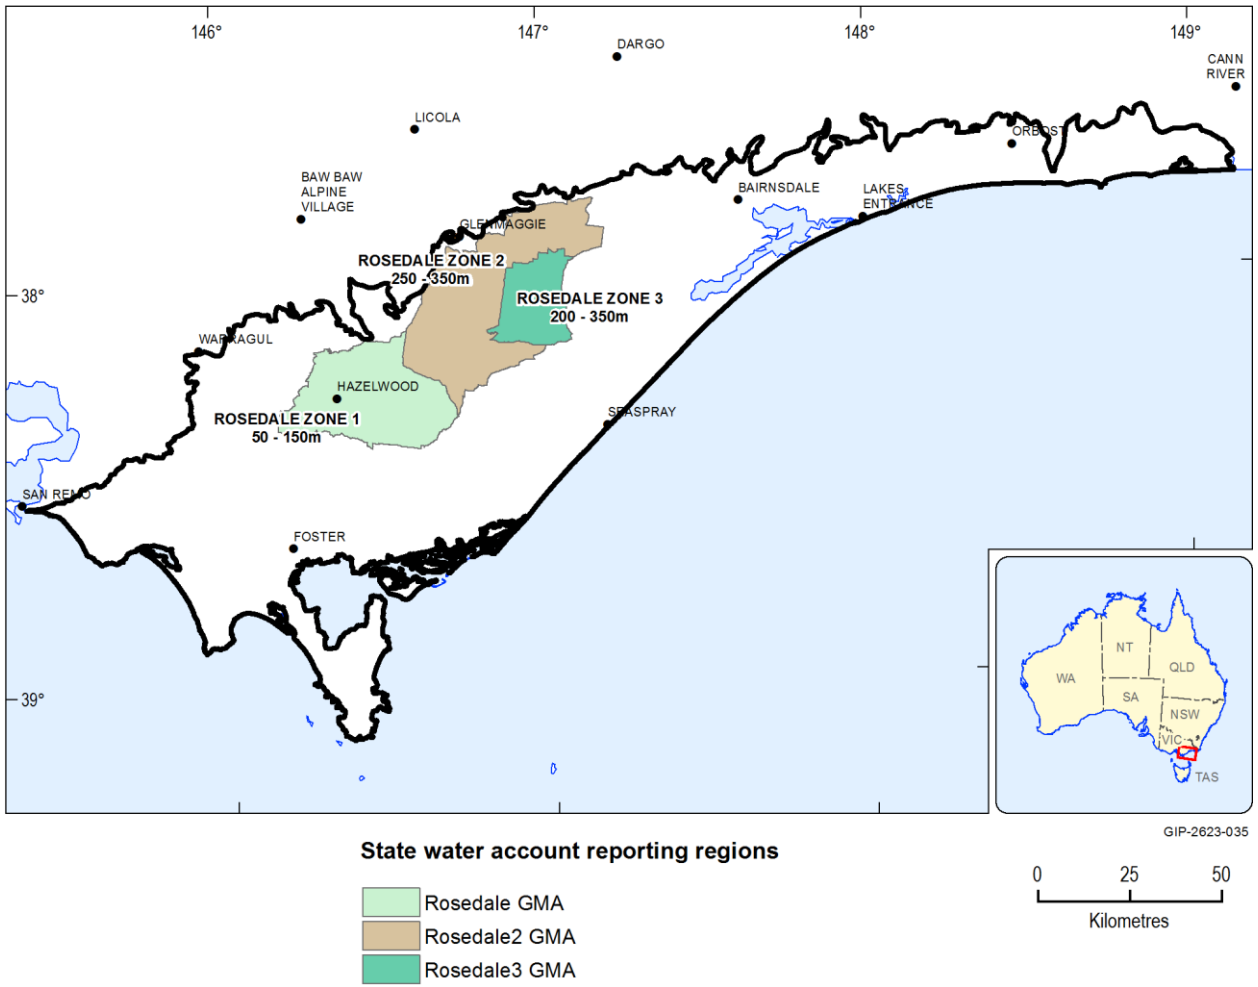 146°
147°
148°
149°
DARGO
CANN
RIVER
LICOLA
ORBOST
BAW BAW
ALPINE
VILLAGE
BAIRNSDALE
LAKES
ENTRANCE
GLENMAGGIE
ROSEDALE ZONE 2
250 - 350m
38°
ROSEDALE ZONE 3
200 - 350m
WARRAGUL
HAZELWOOD
ROSEDALE ZONE 1
50 - 150m
SEASPRAY
SAN REMO
FOSTER
39°
NT
QLD
WA
SA
NSW
VIC
TAS
GIP-2623-035
State water account reporting regions
Rosedale GMA
Rosedale2 GMA
Rosedale3 GMA
0 25 50
Kilometres